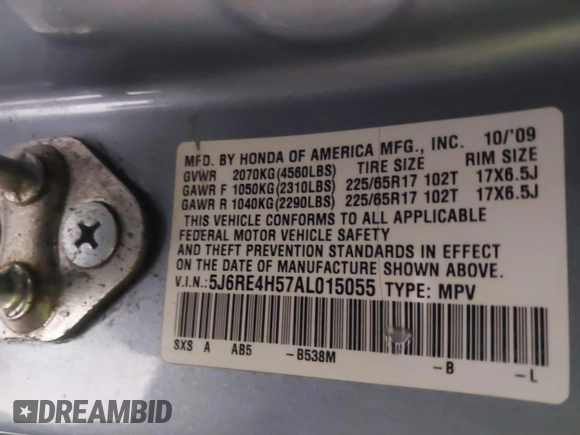 MFD. BY HONDA OF AMERICA MFG., INC. 10/'09
GVWR 2070KG(4560LBS) TIRE SIZE RIM SIZE
GAWR F 1050KG(2310LBS) 225/65R17 102T 17X6.5J
GAWR R 1040KG(2290LBS) 225/65R17 102T 17X6.5J
THIS VEHICLE CONFORMS TO ALL APPLICABLE
FEDERAL MOTOR VEHICLE SAFETY
AND THEFT PREVENTION STANDARDS IN EFFECT
ON THE DATE OF MANUFACTURE SHOWN ABOVE.
V.I.N.:5J6RE4H57AL015055 TYPE: MPV
SXS A AB5 –B538M –B –L
DREAMBID